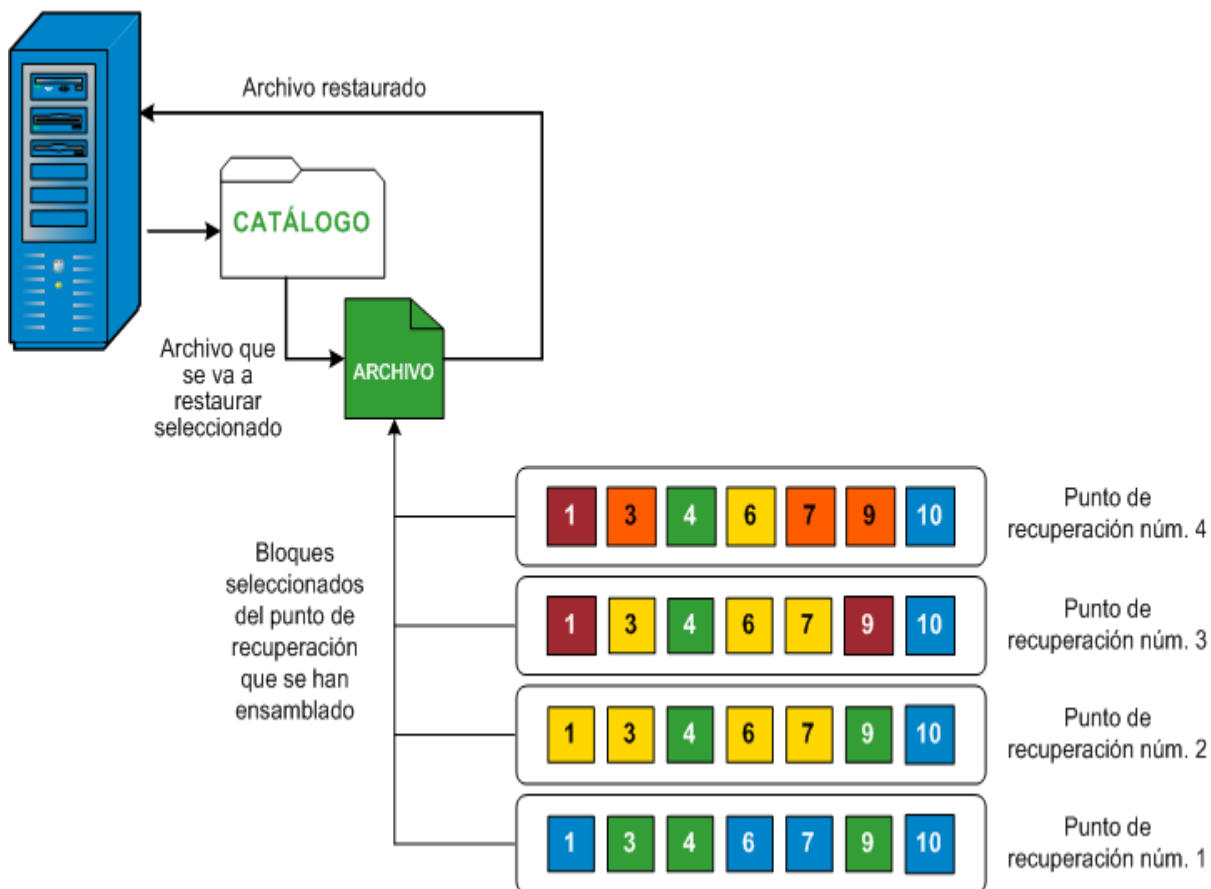 Archivo restaurado
CATÁLOGO
Archivo que
se va a
restaurar
seleccionado
ARCHIVO
Bloques
seleccionados
del punto de
recuperación
que se han
ensamblado
1 3 4 6 7 9 10
Punto de
recuperación núm. 4
1 3 4 6 7 9 10
Punto de
recuperación núm. 3
1 3 4 6 7 9 10
Punto de
recuperación núm. 2
1 3 4 6 7 9 10
Punto de
recuperación núm. 1